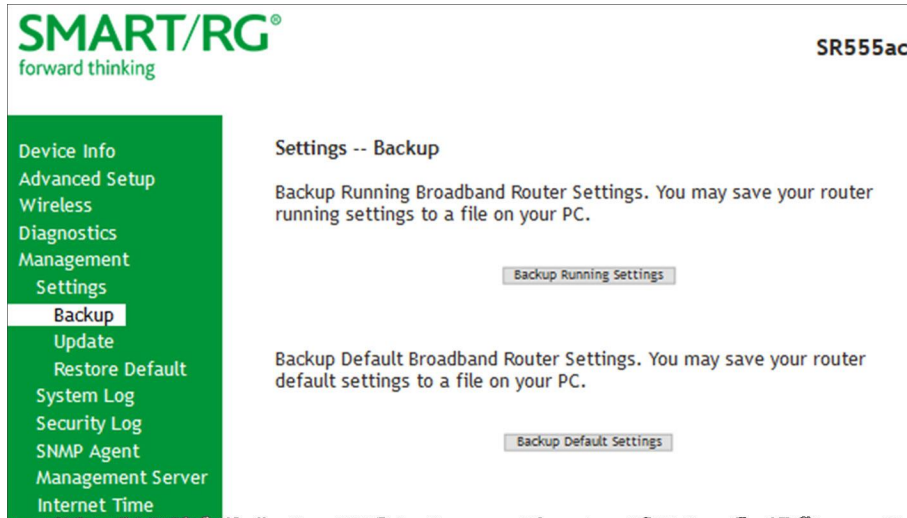 SMART/RG®
forward thinking
SR555ac
Device Info
Advanced Setup
Wireless
Diagnostics
Management
Settings
Backup
Update
Restore Default
System Log
Security Log
SNMP Agent
Management Server
Internet Time
Settings -- Backup
Backup Running Broadband Router Settings. You may save your router
running settings to a file on your PC.
Backup Running Settings
Backup Default Broadband Router Settings. You may save your router
default settings to a file on your PC.
Backup Default Settings